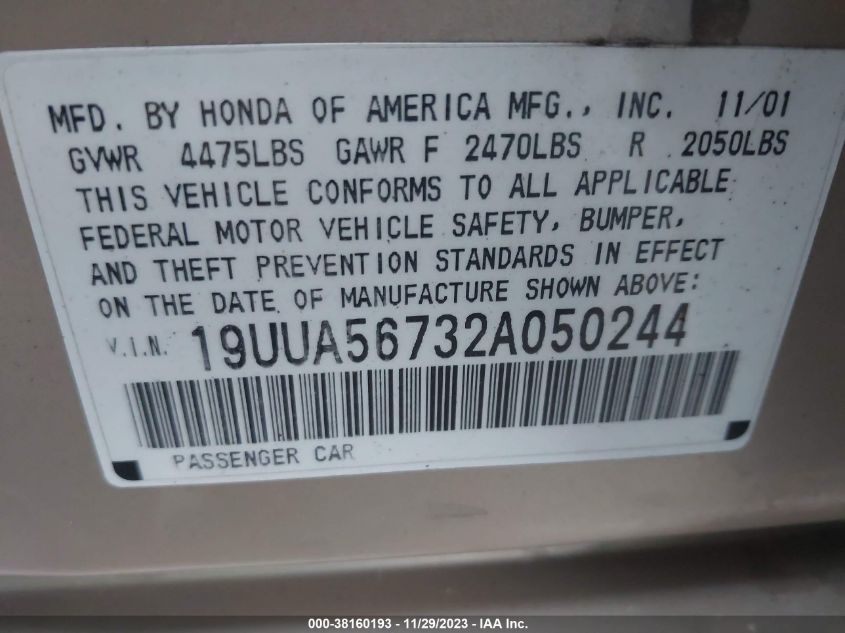 MFD. BY HONDA OF AMERICA MFG., INC. 11/01
GVWR 4475LBS GAWR F 2470LBS R 2050LBS
THIS VEHICLE CONFORMS TO ALL APPLICABLE
FEDERAL MOTOR VEHICLE SAFETY, BUMPER,
AND THEFT PREVENTION STANDARDS IN EFFECT
ON THE DATE OF MANUFACTURE SHOWN ABOVE:
V.I.N. 19UUA56732A050244
PASSENGER CAR
000-38160193 - 11/29/2023 - IAA Inc.